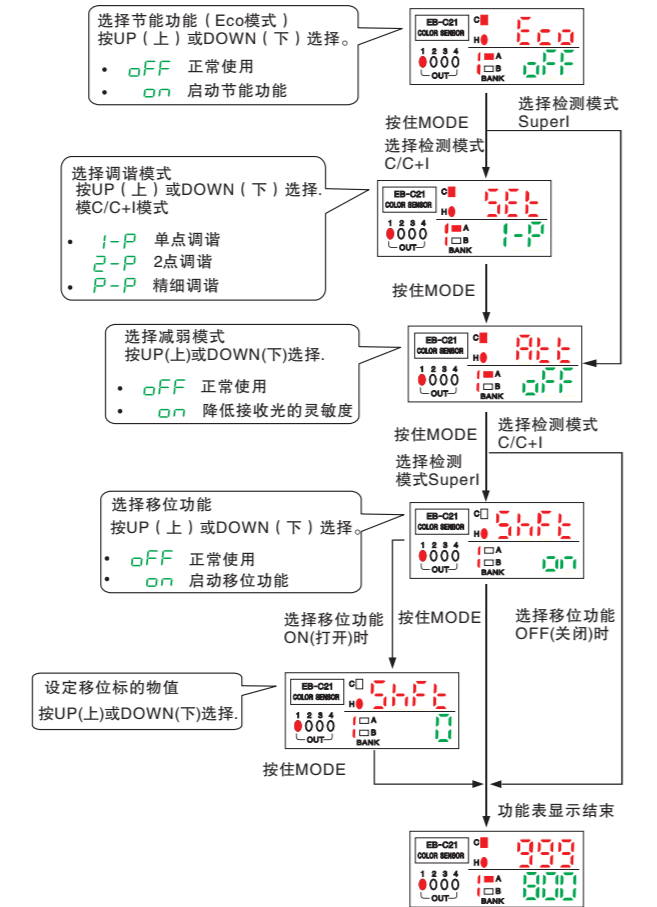 选择节能功能（Eco模式）
按UP（上）或DOWN（下）选择。
• oFF 正常使用
• on 启动节能功能
EB-C21
COLOR SENSOR
C
H
Eco
1 2 3 4
OUT
1
A
B
BANK
oFF
按住MODE
选择检测模式
C/C+I
选择检测模式
SuperI
选择调谐模式
按UP（上）或DOWN（下）选择.
模C/C+I模式
• 1-P 单点调谐
2-P 2点调谐
• P-P 精细调谐
EB-C21
COLOR SENSOR
C
H
SEt
1 2 3 4
OUT
1
A
B
BANK
1-P
按住MODE
选择减弱模式
按UP(上)或DOWN(下)选择.
• oFF 正常使用
• on 降低接收光的灵敏度
EB-C21
COLOR SENSOR
C
H
Att
1 2 3 4
OUT
1
A
B
BANK
oFF
按住MODE
选择检测
模式SuperI
选择检测模式
C/C+I
选择移位功能
按UP（上）或DOWN（下）选择。
• oFF 正常使用
• on 启动移位功能
EB-C21
COLOR SENSOR
C
H
ShFt
1 2 3 4
OUT
1
A
1
B
BANK
on
选择移位功能
ON(打开)时
按住MODE
选择移位功能
OFF(关闭)时
设定移位标的物值
按UP(上)或DOWN(下)选择.
EB-C21
COLOR SENSOR
C
H
ShFt
1 2 3 4
OUT
1
A
1
B
BANK
0
按住MODE
功能表显示结束
EB-C21
COLOR SENSOR
C
H
999
1 2 3 4
OUT
1
A
B
BANK
800